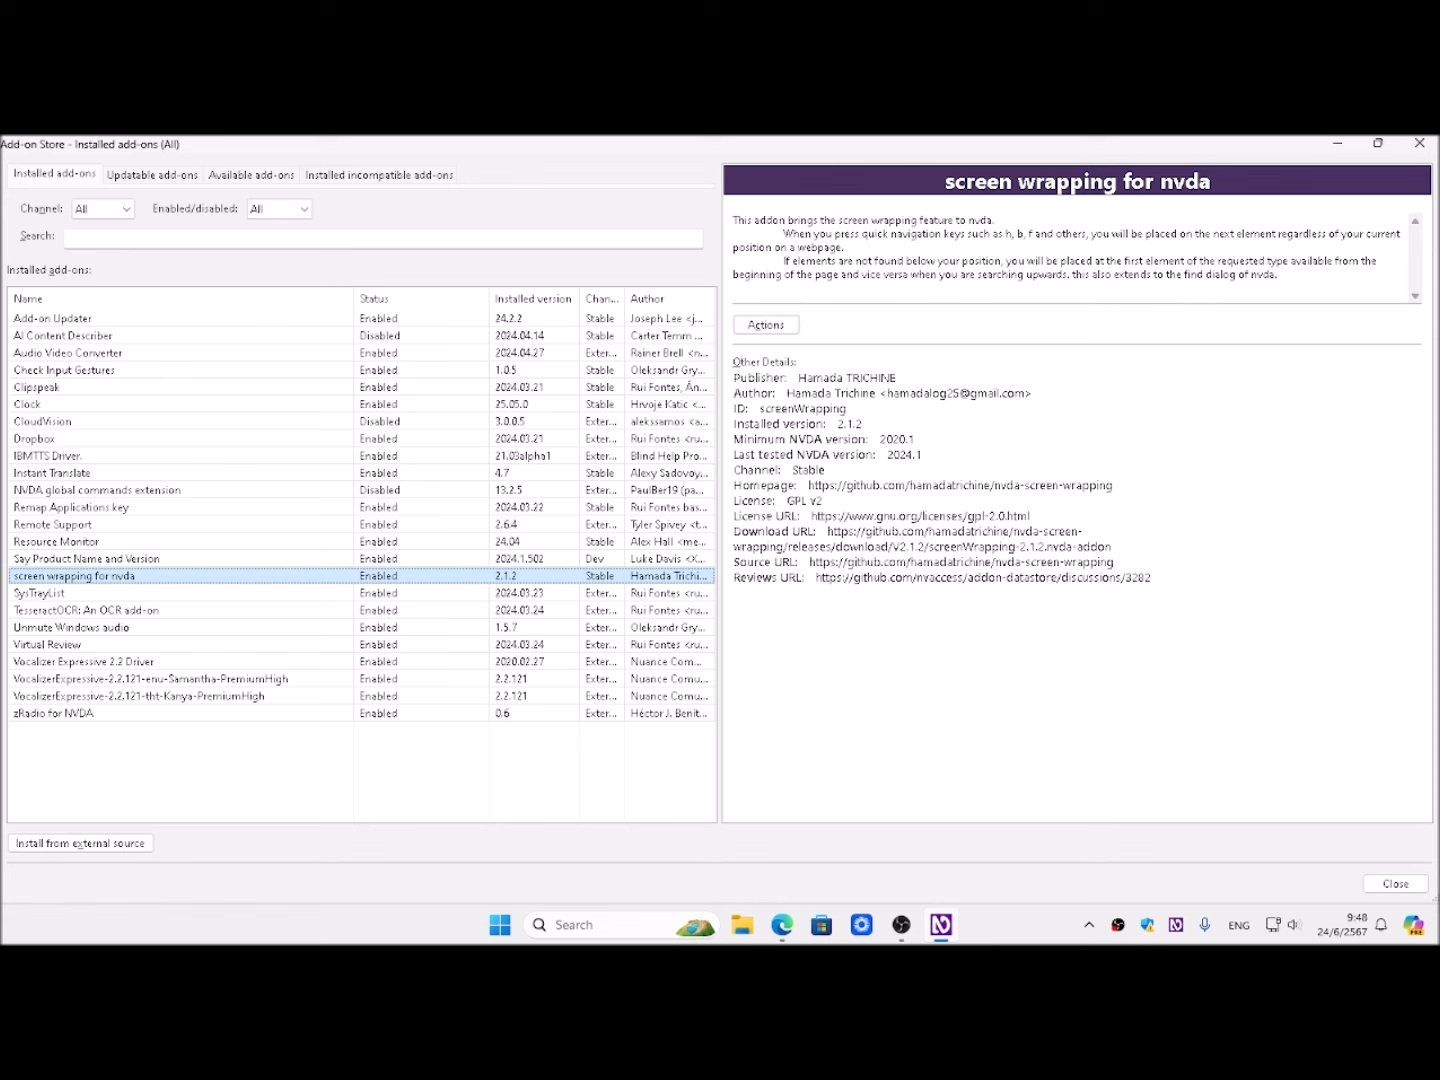 Add-on Store - Installed add-ons (All)
Installed add-ons Updatable add-ons Available add-ons Installed incompatible add-ons
Channel: All Enabled/disabled: All
Search:
Installed add-ons:
Name Status Installed version Chan... Author
Add-on Updater Enabled 24.2.2 Stable Joseph Lee <j...
AI Content Describer Disabled 2024.04.14 Stable Carter Temm ...
Audio Video Converter Enabled 2024.04.27 Exter... Rainer Brell <n...
Check Input Gestures Enabled 1.0.5 Stable Oleksandr Gry...
Clipspeak Enabled 2024.03.21 Stable Rui Fontes, Ân...
Clock Enabled 25.05.0 Stable Hrvoje Katic <...
CloudVision Disabled 3.0.0.5 Exter... alekssamos <a...
Dropbox Enabled 2024.03.21 Exter... Rui Fontes <ru...
IBMTTS Driver. Enabled 21.03alpha1 Exter... Blind Help Pro...
Instant Translate Enabled 4.7 Stable Alexy Sadovoy...
NVDA global commands extension Disabled 13.2.5 Exter... PaulBer19 (pa...
Remap Applications key Enabled 2024.03.22 Stable Rui Fontes bas...
Remote Support Enabled 2.6.4 Exter... Tyler Spivey <t...
Resource Monitor Enabled 24.04 Stable Alex Hall <me...
Say Product Name and Version Enabled 2024.1.502 Dev Luke Davis <X...
screen wrapping for nvda Enabled 2.1.2 Stable Hamada Trichi...
SysTrayList Enabled 2024.03.23 Exter... Rui Fontes <ru...
TesseractOCR: An OCR add-on Enabled 2024.03.24 Exter... Rui Fontes <ru...
Unmute Windows audio Enabled 1.5.7 Exter... Oleksandr Gry...
Virtual Review Enabled 2024.03.24 Exter... Rui Fontes <ru...
Vocalizer Expressive 2.2 Driver Enabled 2020.02.27 Exter... Nuance Com...
VocalizerExpressive-2.2.121-enu-Samantha-PremiumHigh Enabled 2.2.121 Exter... Nuance Comu...
VocalizerExpressive-2.2.121-tht-Kanya-PremiumHigh Enabled 2.2.121 Exter... Nuance Comu...
zRadio for NVDA Enabled 0.6 Exter... Héctor J. Benit...
Install from external source
screen wrapping for nvda
This addon brings the screen wrapping feature to nvda.
When you press quick navigation keys such as h, b, f and others, you will be placed on the next element regardless of your current
position on a webpage.
If elements are not found below your position, you will be placed at the first element of the requested type available from the
beginning of the page and vice versa when you are searching upwards. this also extends to the find dialog of nvda.
Actions
Other Details:
Publisher: Hamada TRICHINE
Author: Hamada Trichine <hamadalog25@gmail.com>
ID: screenWrapping
Installed version: 2.1.2
Minimum NVDA version: 2020.1
Last tested NVDA version: 2024.1
Channel: Stable
Homepage: https://github.com/hamadatrichine/nvda-screen-wrapping
License: GPL v2
License URL: https://www.gnu.org/licenses/gpl-2.0.html
Download URL: https://github.com/hamadatrichine/nvda-screen-
wrapping/releases/download/V2.1.2/screenWrapping-2.1.2.nvda-addon
Source URL: https://github.com/hamadatrichine/nvda-screen-wrapping
Reviews URL: https://github.com/nvaccess/addon-datastore/discussions/3282
Close
Search
ENG
9:48
24/6/2567
PRE